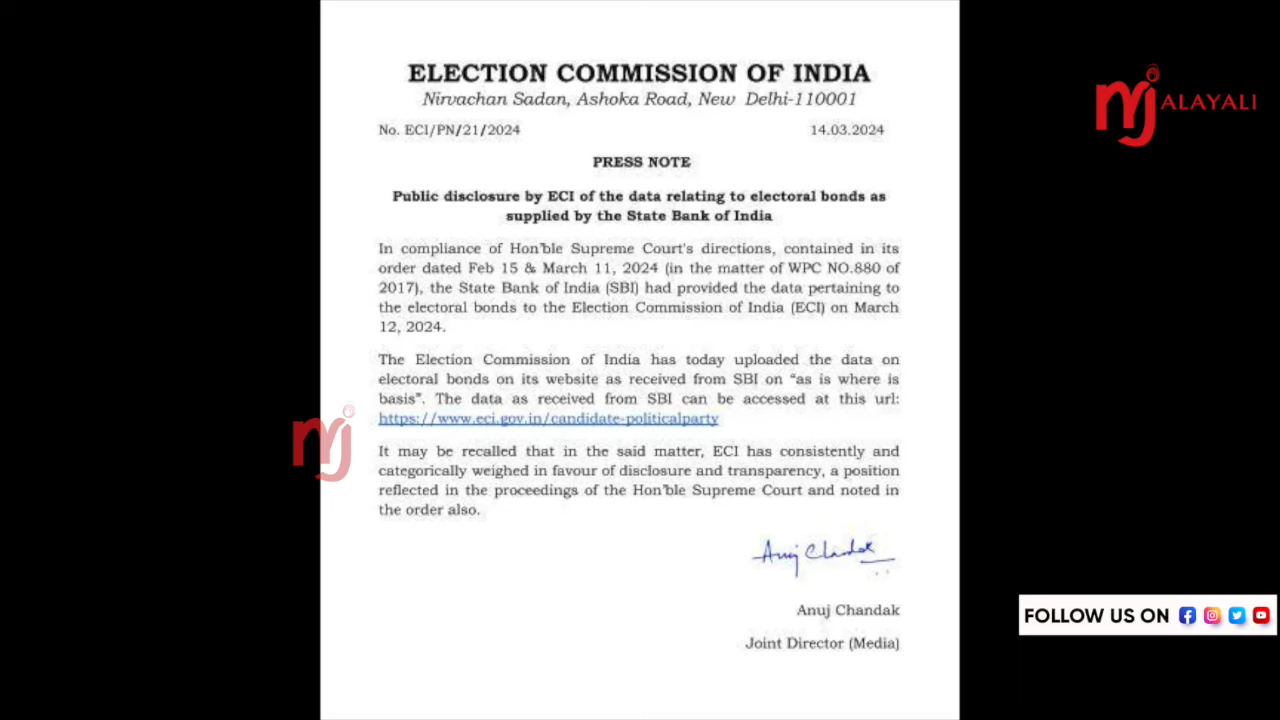 ELECTION COMMISSION OF INDIA
Nirvachan Sadan, Ashoka Road, New Delhi-110001
No. ECI/PN/21/2024 14.03.2024
PRESS NOTE
Public disclosure by ECI of the data relating to electoral bonds as
supplied by the State Bank of India
In compliance of Hon'ble Supreme Court's directions, contained in its
order dated Feb 15 & March 11, 2024 (in the matter of WPC NO.880 of
2017), the State Bank of India (SBI) had provided the data pertaining to
the electoral bonds to the Election Commission of India (ECI) on March
12, 2024.
The Election Commission of India has today uploaded the data on
electoral bonds on its website as received from SBI on “as is where is
basis”. The data as received from SBI can be accessed at this url:
https://www.eci.gov.in/candidate-politicalparty
It may be recalled that in the said matter, ECI has consistently and
categorically weighed in favour of disclosure and transparency, a position
reflected in the proceedings of the Hon'ble Supreme Court and noted in
the order also.
Anuj Chandak
Anuj Chandak
Joint Director (Media)
mj ALAYALI
mj
FOLLOW US ON